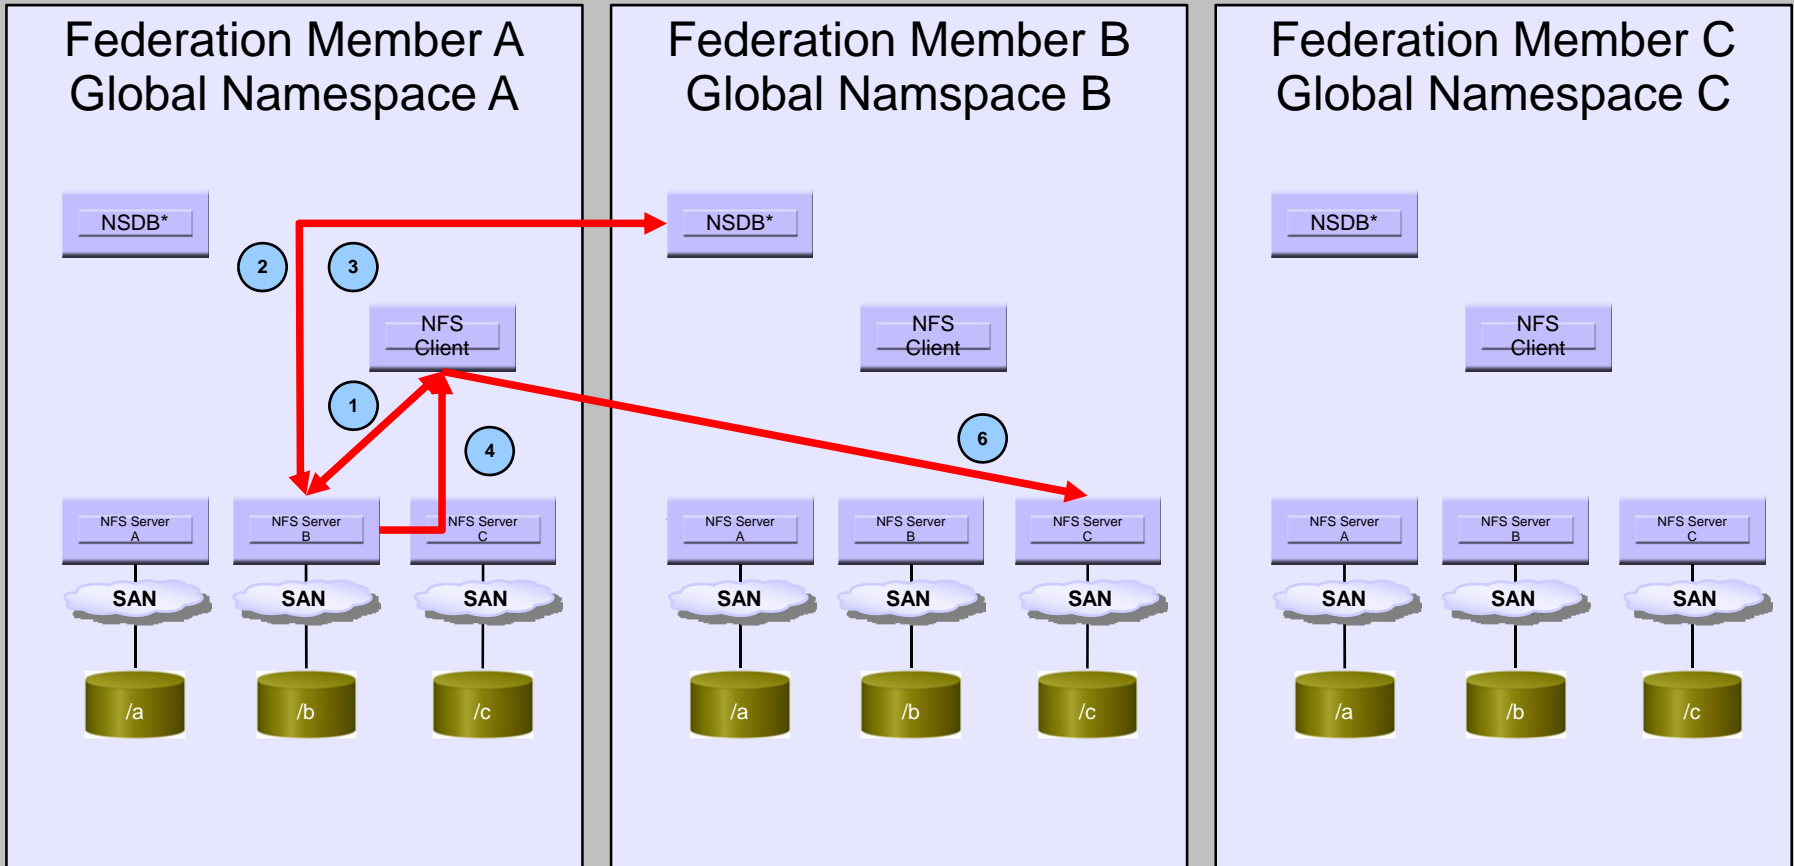 Federation Member A
Global Namespace A
NSDB*
2
3
NFS
Client
1
4
NFS Server
A
NFS Server
B
NFS Server
C
SAN
SAN
SAN
/a
/b
/c
Federation Member B
Global Namspace B
NSDB*
NFS
Client
6
NFS Server
A
NFS Server
B
NFS Server
C
SAN
SAN
SAN
/a
/b
/c
Federation Member C
Global Namespace C
NSDB*
NFS
Client
NFS Server
A
NFS Server
B
NFS Server
C
SAN
SAN
SAN
/a
/b
/c